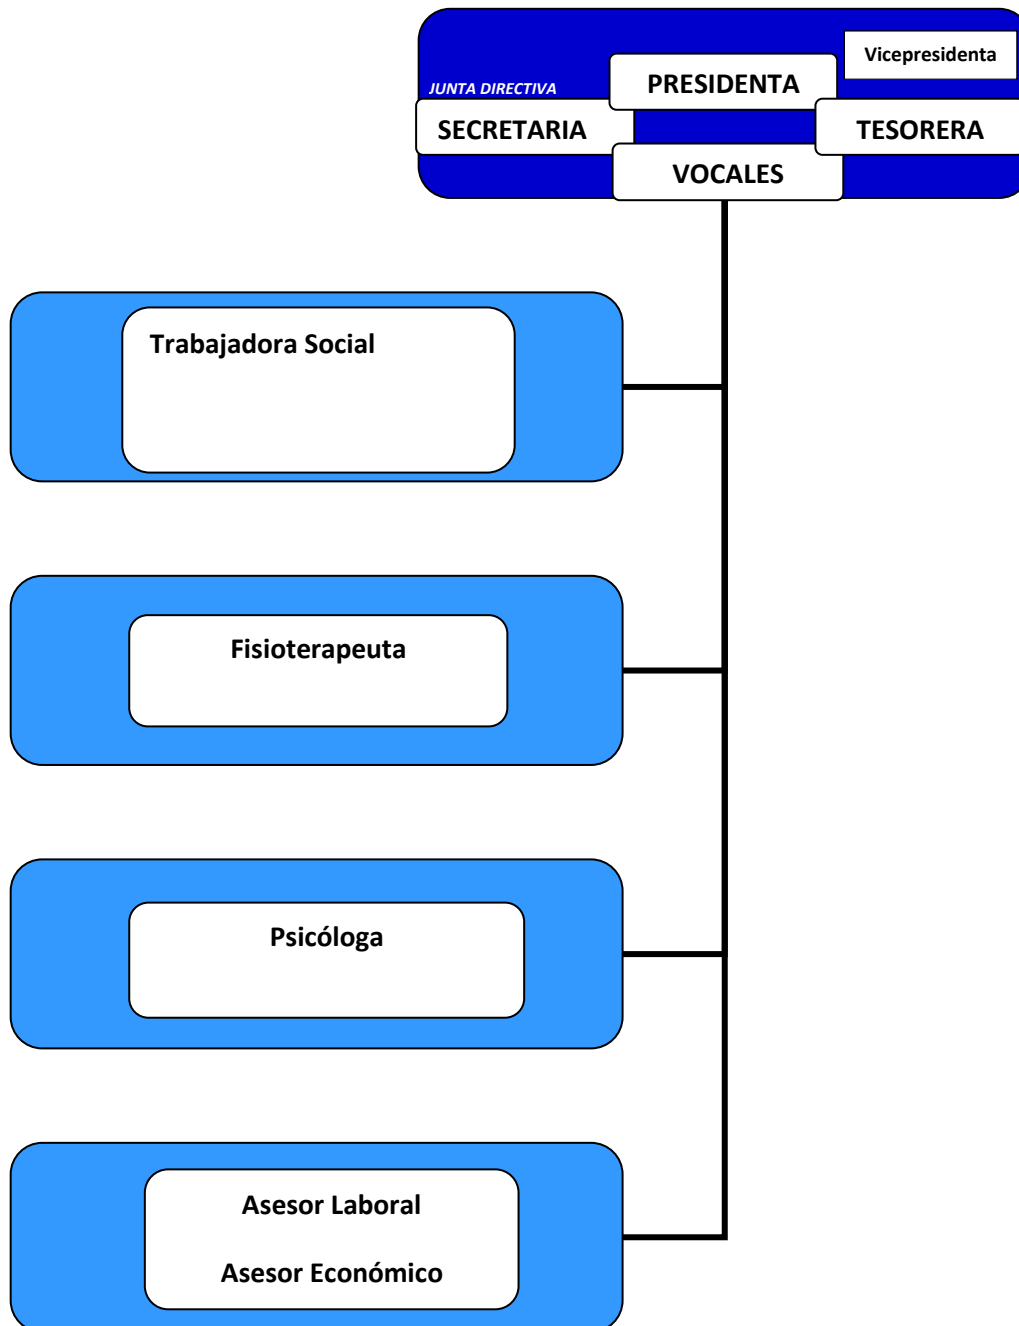 Vicepresidenta
JUNTA DIRECTIVA
PRESIDENTA
SECRETARIA
TESORERA
VOCALES
Trabajadora Social
Fisioterapeuta
Psicóloga
Asesor Laboral
Asesor Económico